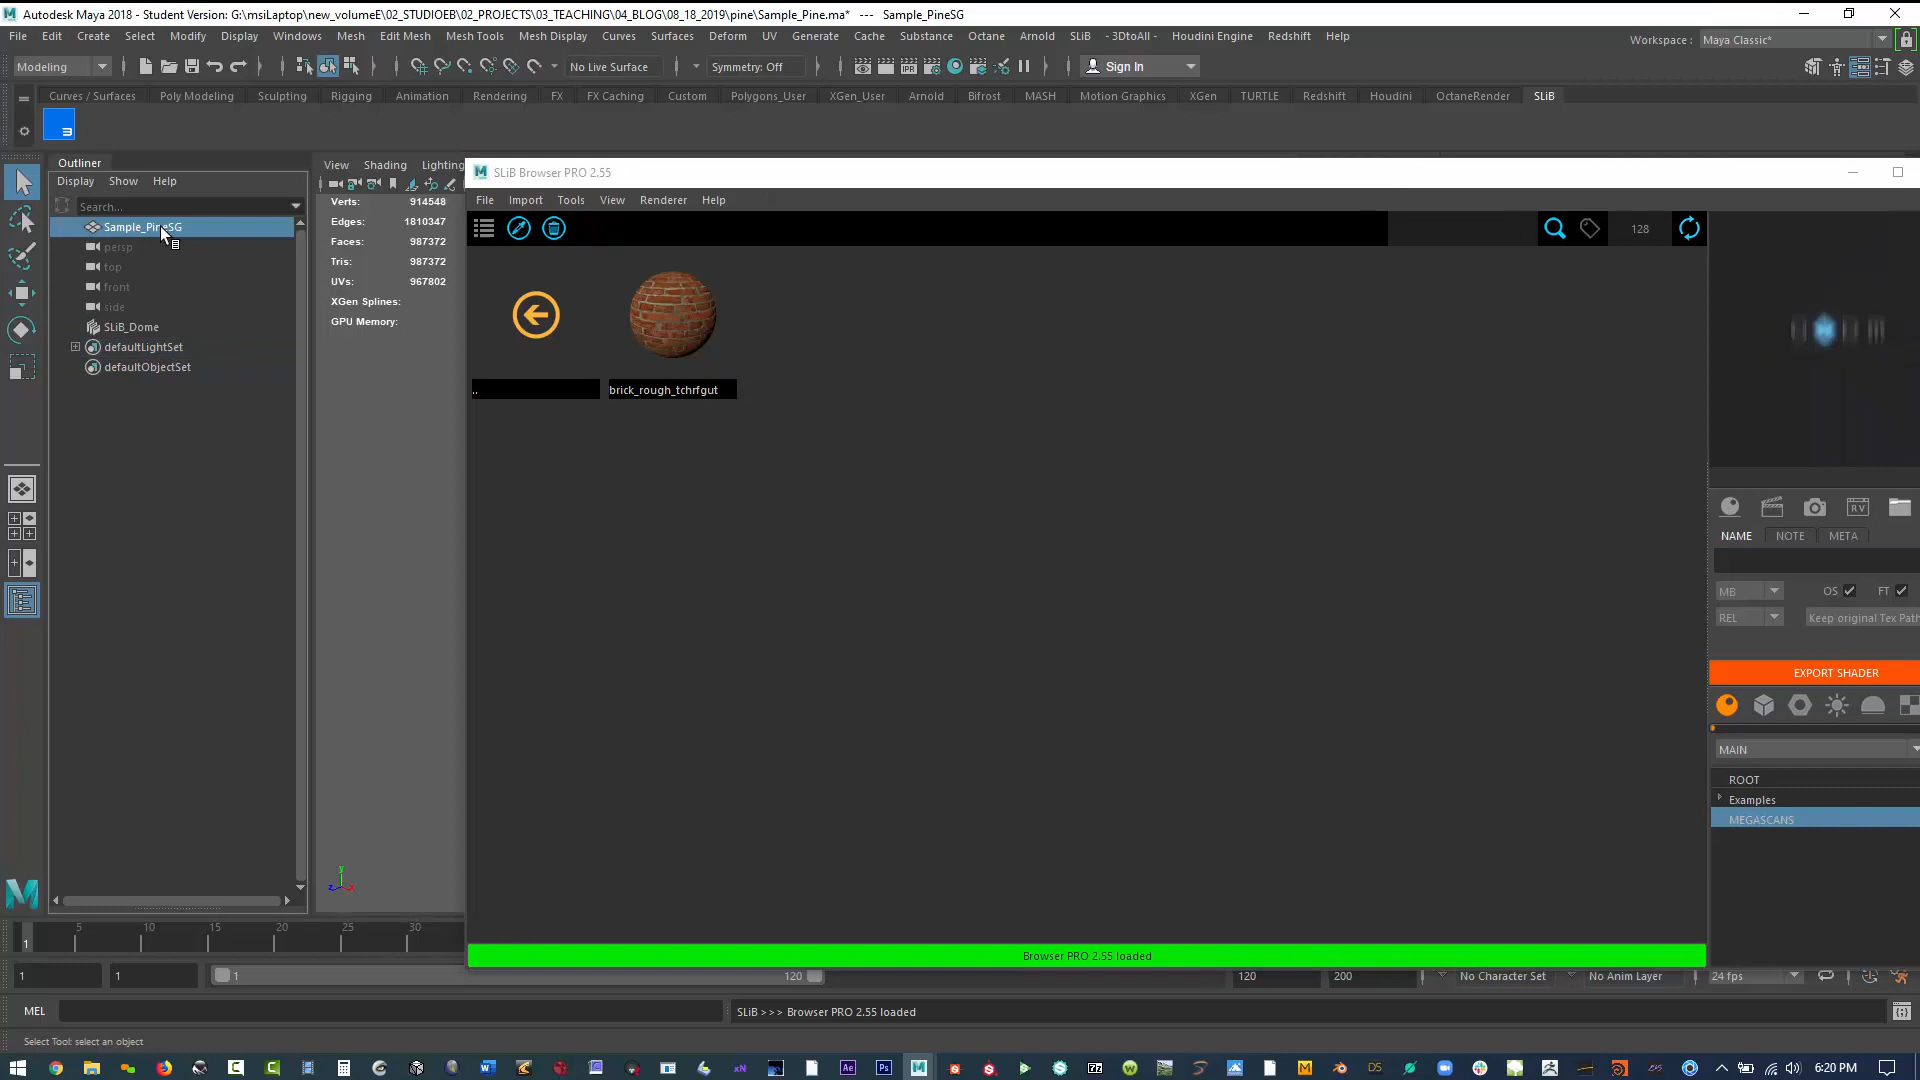 Autodesk Maya 2018 - Student Version: G:\msiLaptop\new_volumeE\02_STUDIOEB\02_PROJECTS\03_TEACHING\04_BLOG\08_18_2019\pine\Sample_Pine.ma* --- Sample_PineSG
File Edit Create Select Modify Display Windows Mesh Edit Mesh Mesh Tools Mesh Display Curves Surfaces Deform UV Generate Cache Substance Octane Arnold SLiB - 3DtoAll - Houdini Engine Redshift Help
Workspace : Maya Classic*
Modeling No Live Surface Symmetry: Off Sign In
Curves / Surfaces Poly Modeling Sculpting Rigging Animation Rendering FX FX Caching Custom Polygons_User XGen_User Arnold Bifrost MASH Motion Graphics XGen TURTLE Redshift Houdini OctaneRender SLiB
3
Outliner
Display Show Help
Search...
Sample_PineSG
persp
top
front
side
SLiB_Dome
defaultLightSet
defaultObjectSet
View Shading Lighting
Verts: 914548
Edges: 1810347
Faces: 987372
Tris: 987372
UVs: 967802
XGen Splines:
GPU Memory:
y
z x
SLiB Browser PRO 2.55
File Import Tools View Renderer Help
128
..
brick_rough_tchrfgut
RV
NAME NOTE META
MB OS FT
REL Keep original Tex Path
EXPORT SHADER
MAIN
ROOT
Examples
MEGASCANS
Browser PRO 2.55 loaded
5 10 15 20 25 30
1
1 1 1 120 120 200 No Character Set No Anim Layer 24 fps
MEL SLiB >>> Browser PRO 2.55 loaded
Select Tool: select an object
6:20 PM